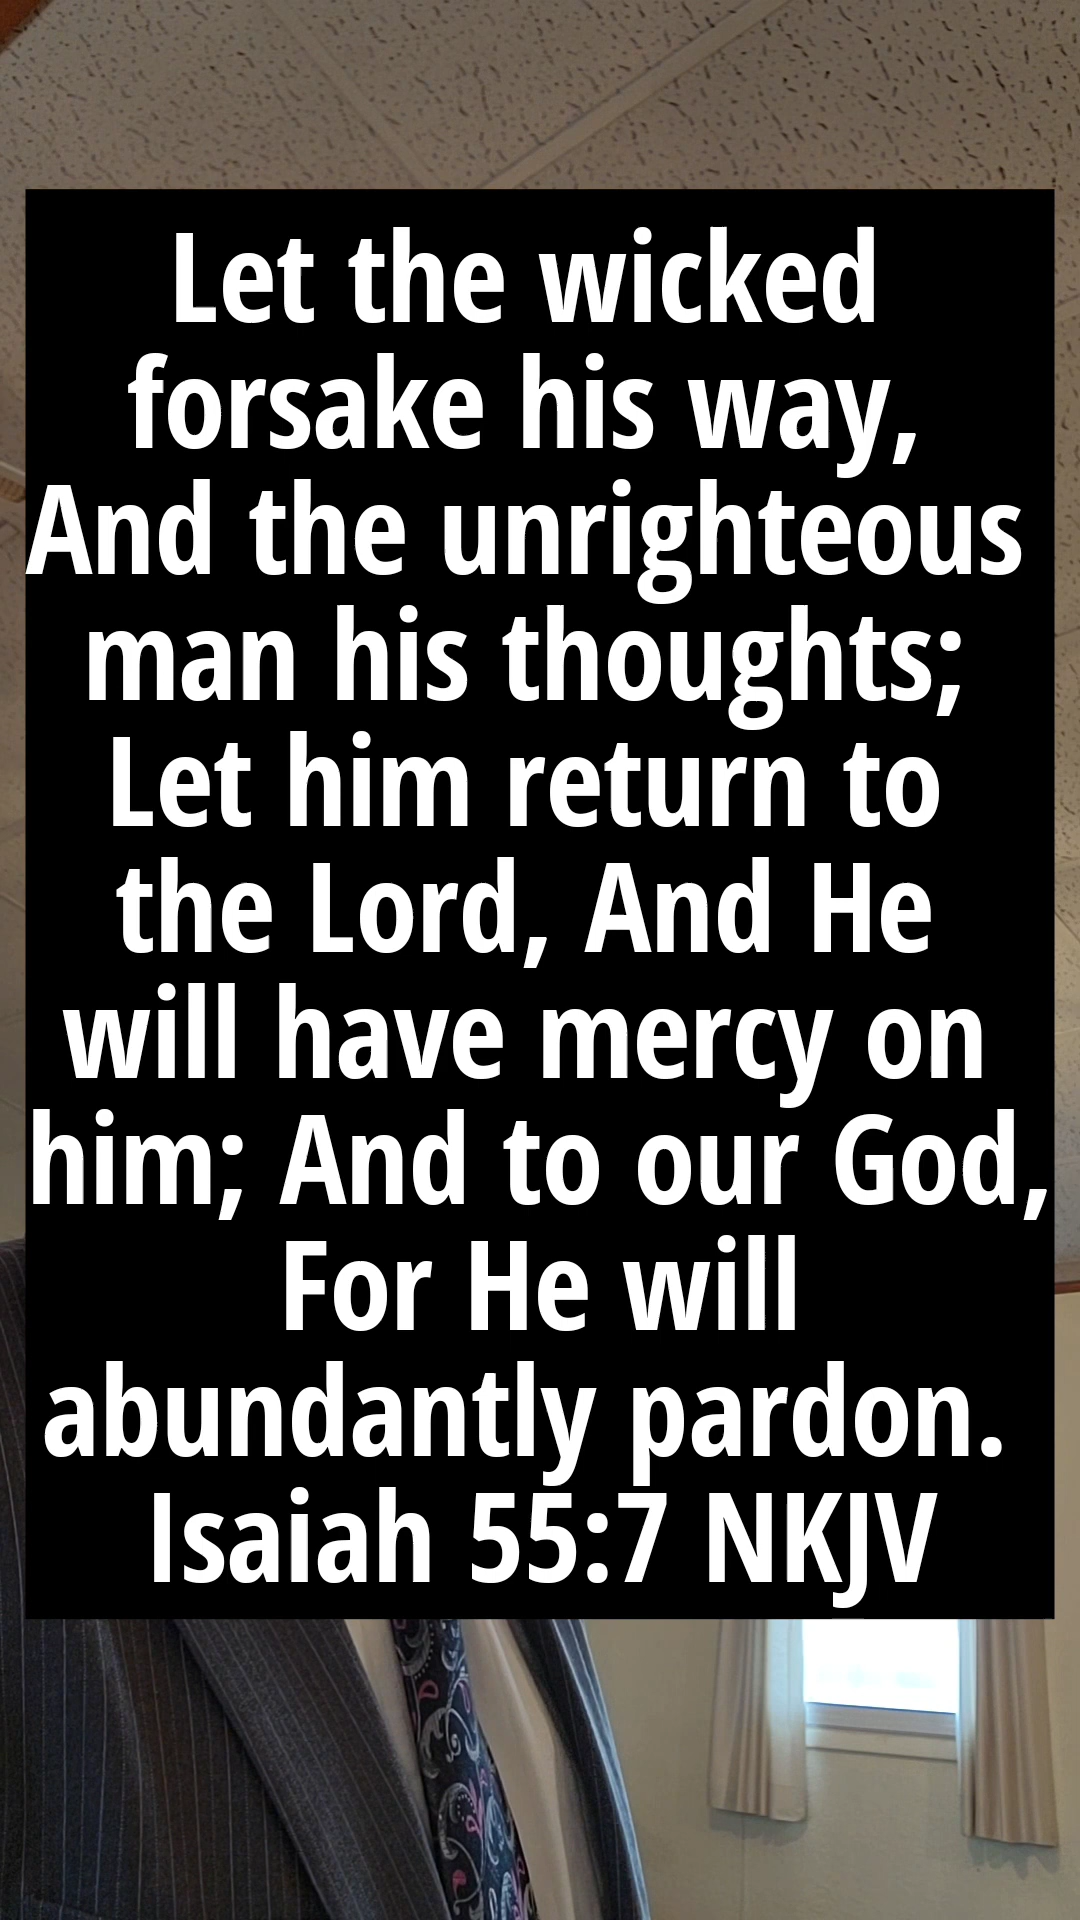 Let the wicked
forsake his way,
And the unrighteous
man his thoughts;
Let him return to
the Lord, And He
will have mercy on
him; And to our God,
For He will
abundantly pardon.
Isaiah 55:7 NKJV